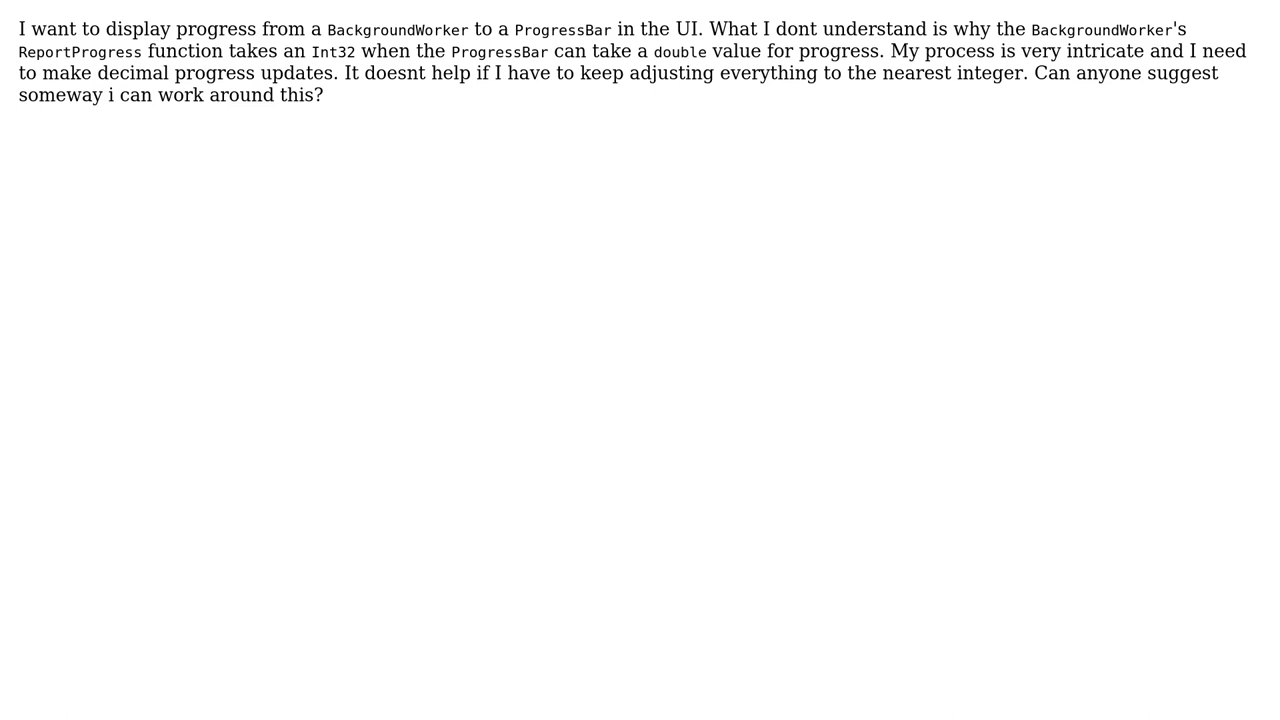 I want to display progress from a BackgroundWorker to a ProgressBar in the UI. What I dont understand is why the BackgroundWorker's
ReportProgress function takes an Int32 when the ProgressBar can take a double value for progress. My process is very intricate and I need
to make decimal progress updates. It doesnt help if I have to keep adjusting everything to the nearest integer. Can anyone suggest
someway i can work around this?